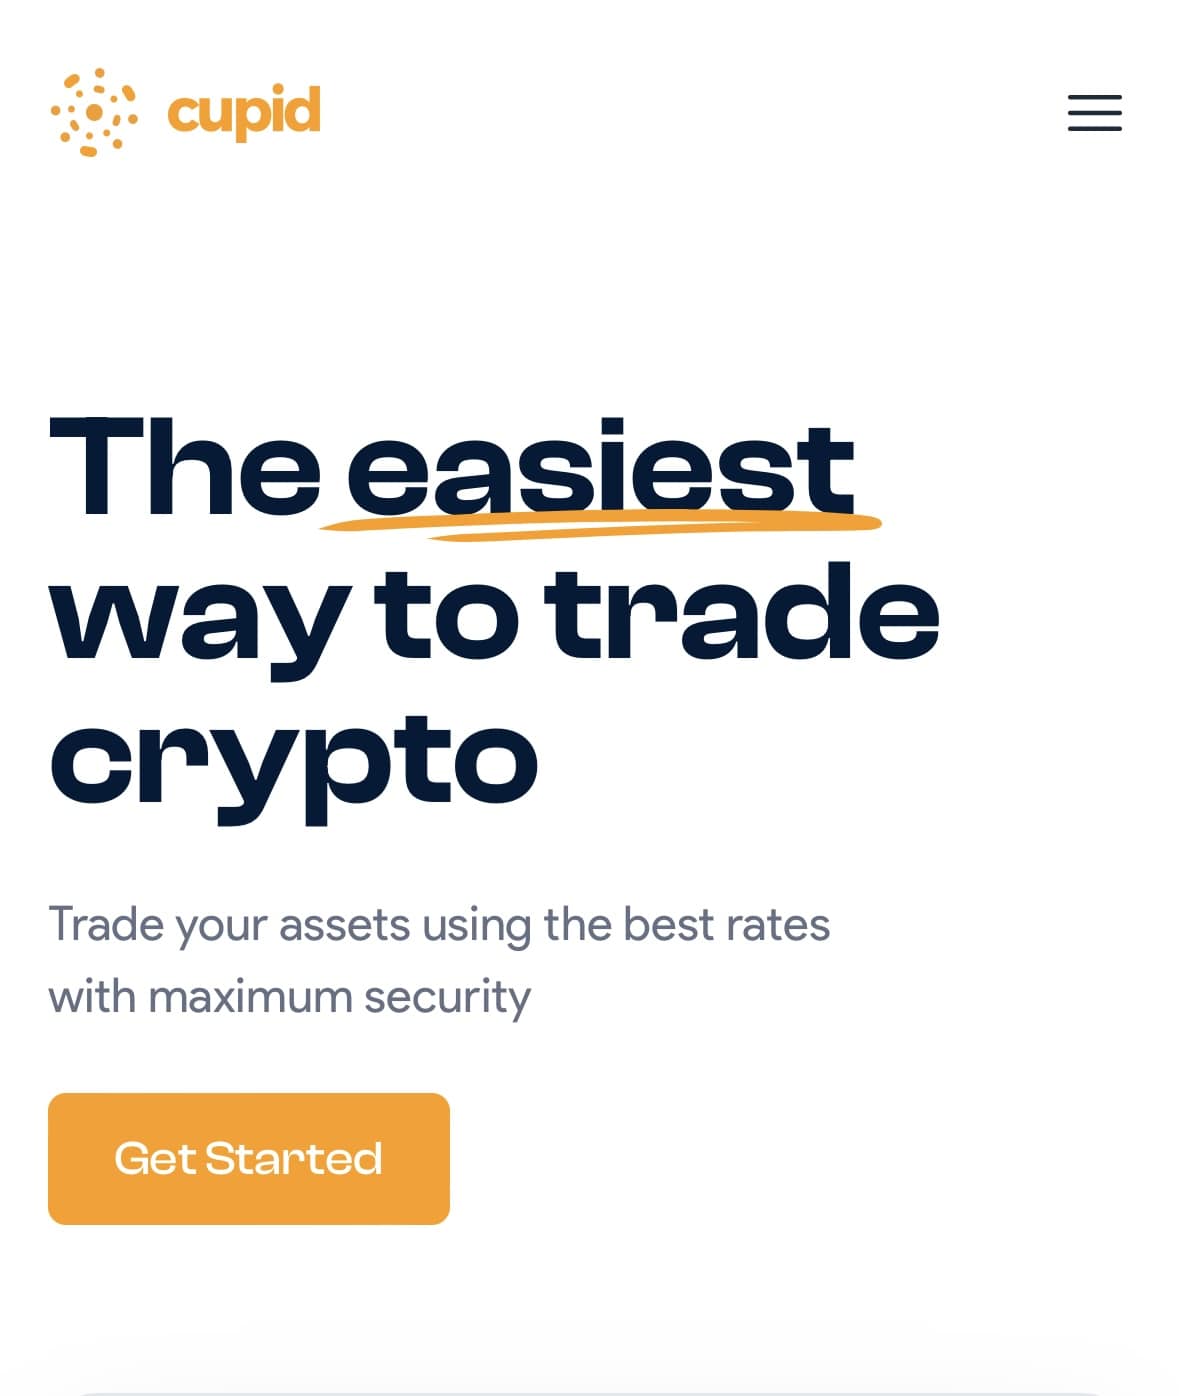 cupid
The easiest
way to trade
crypto
Trade your assets using the best rates
with maximum security
Get Started